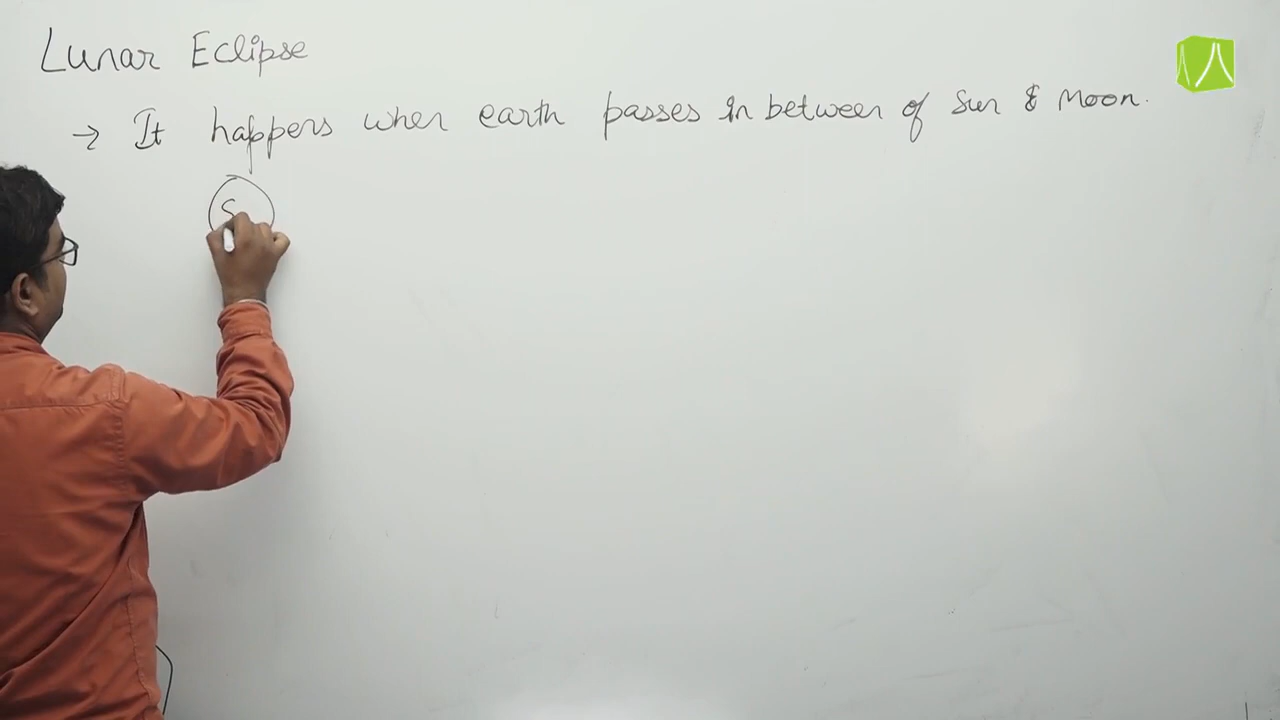 Lunar Eclipse
→ It happens when earth passes in between of Sun & Moon.
S